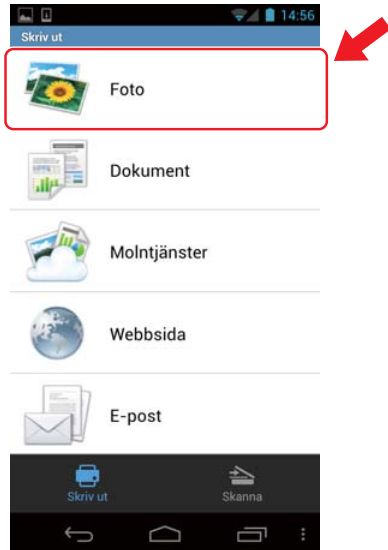 14:56
Skriv ut
Foto
Dokument
Molntjänster
Webbsida
E-post
Skriv ut
Skanna